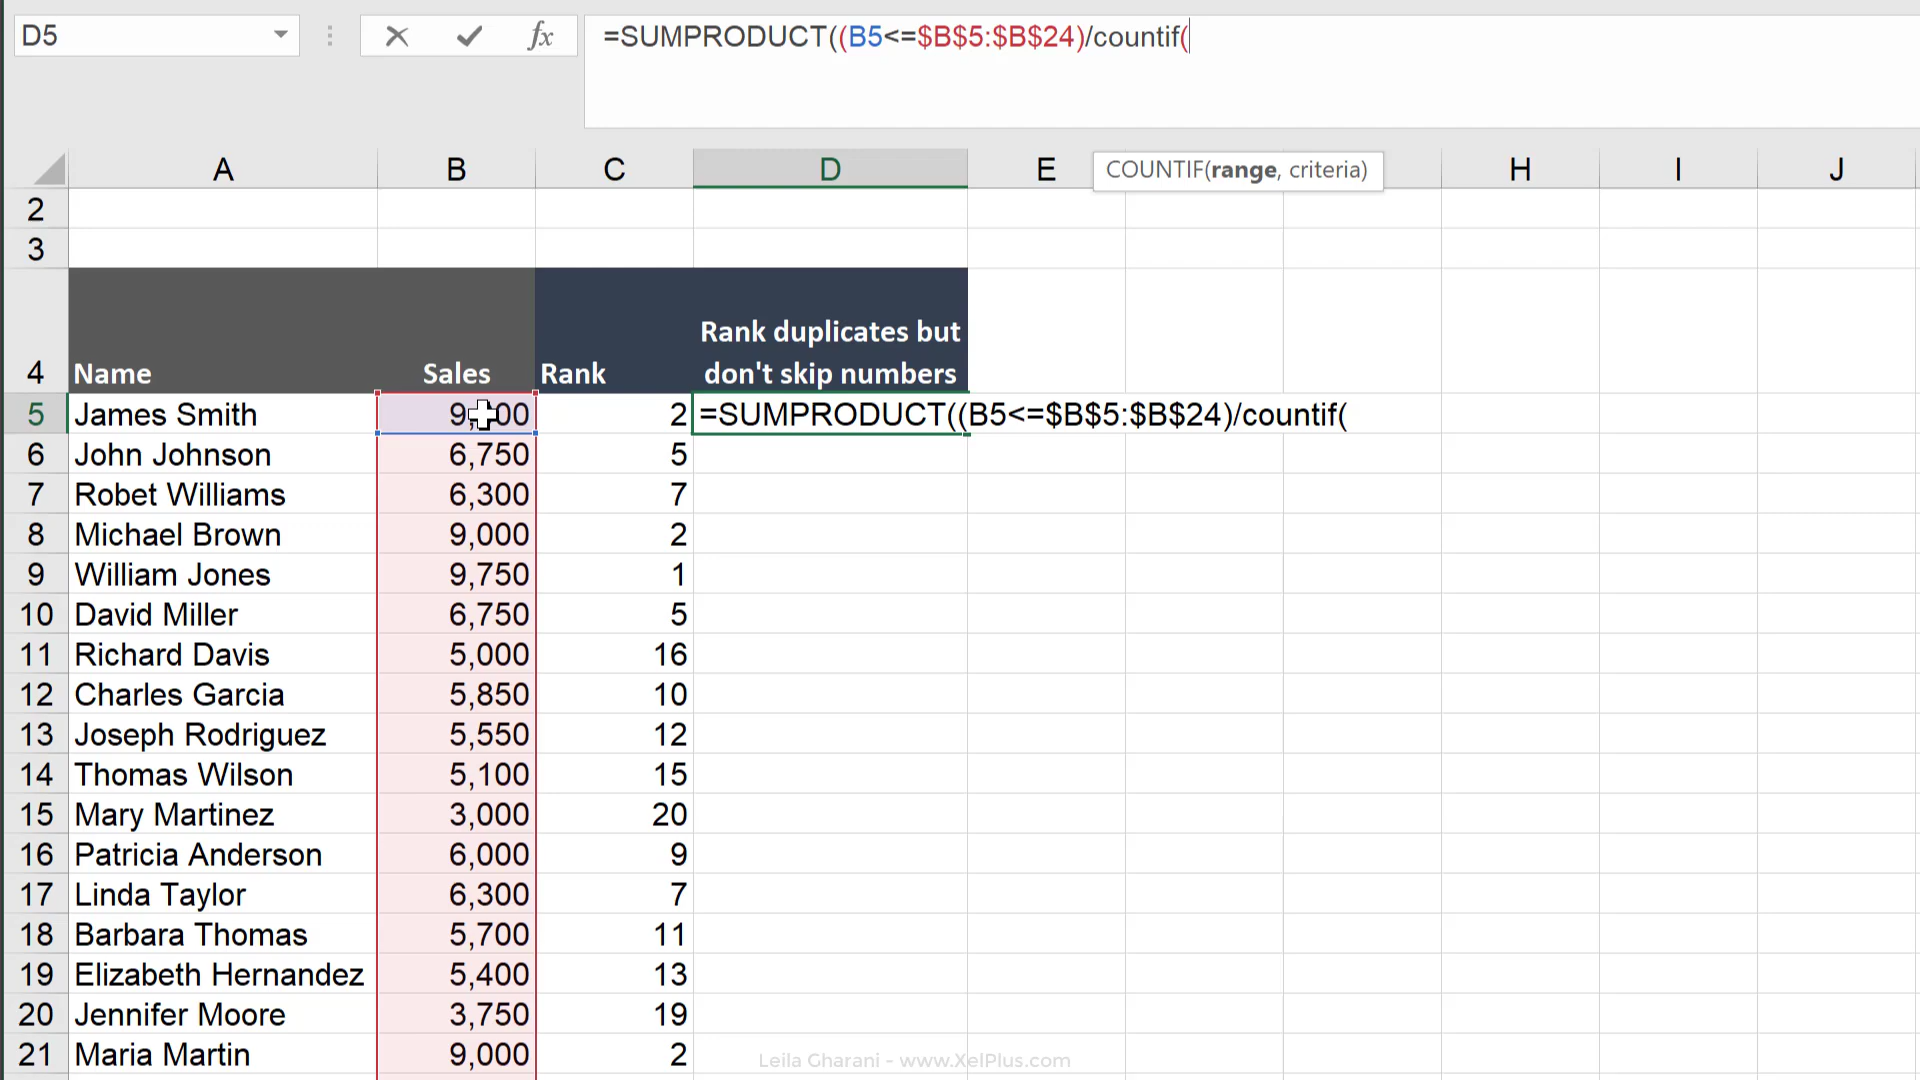 D5 fx =SUMPRODUCT((B5<=$B$5:$B$24)/countif(
COUNTIF(range, criteria)
A B C D E H I J
2
3
4 Name Sales Rank Rank duplicates but don't skip numbers
5 James Smith 2 =SUMPRODUCT((B5<=$B$5:$B$24)/countif(
6 John Johnson 6,750 5
7 Robet Williams 6,300 7
8 Michael Brown 9,000 2
9 William Jones 9,750 1
10 David Miller 6,750 5
11 Richard Davis 5,000 16
12 Charles Garcia 5,850 10
13 Joseph Rodriguez 5,550 12
14 Thomas Wilson 5,100 15
15 Mary Martinez 3,000 20
16 Patricia Anderson 6,000 9
17 Linda Taylor 6,300 7
18 Barbara Thomas 5,700 11
19 Elizabeth Hernandez 5,400 13
20 Jennifer Moore 3,750 19
21 Maria Martin 9,000 2
Leila Gharani - www.XelPlus.com